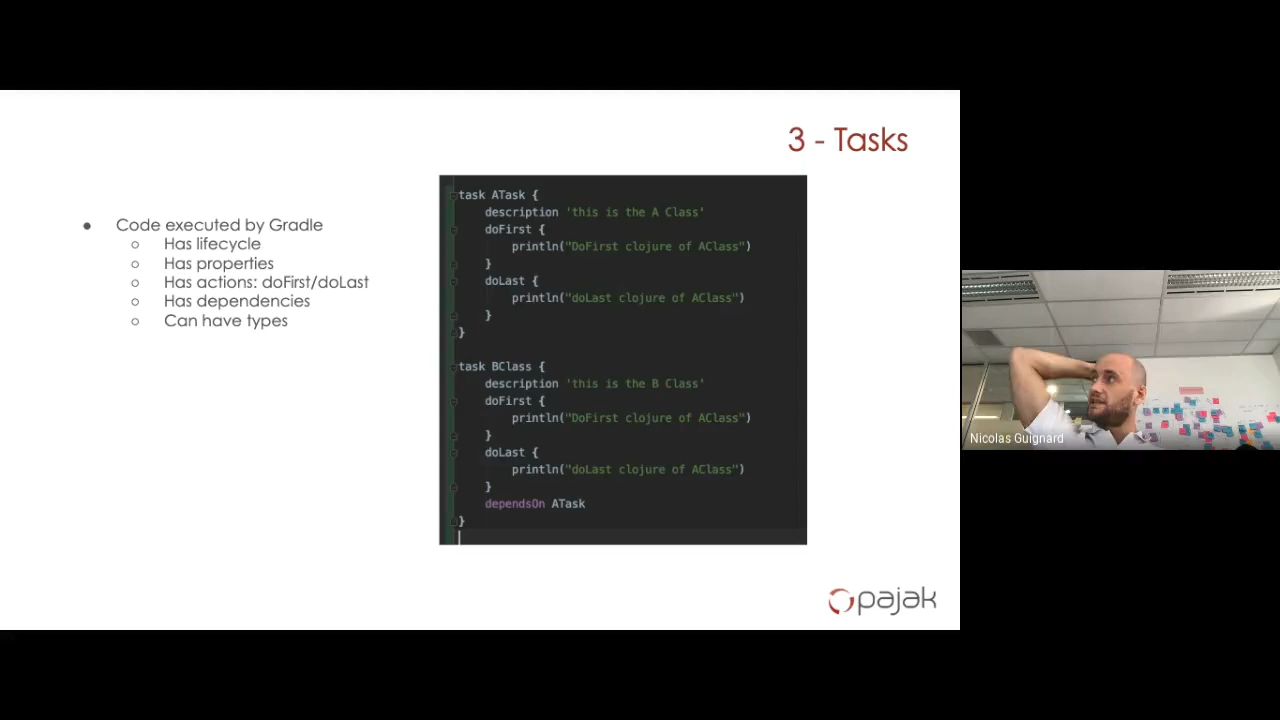 3 - Tasks
● Code executed by Gradle
○ Has lifecycle
○ Has properties
○ Has actions: doFirst/doLast
○ Has dependencies
○ Can have types
task ATask {
description 'this is the A Class'
doFirst {
println("DoFirst clojure of AClass")
}
doLast {
println("doLast clojure of AClass")
}
}
task BClass {
description 'this is the B Class'
doFirst {
println("DoFirst clojure of AClass")
}
doLast {
println("doLast clojure of AClass")
}
dependsOn ATask
}
pajak
Nicolas Guignard